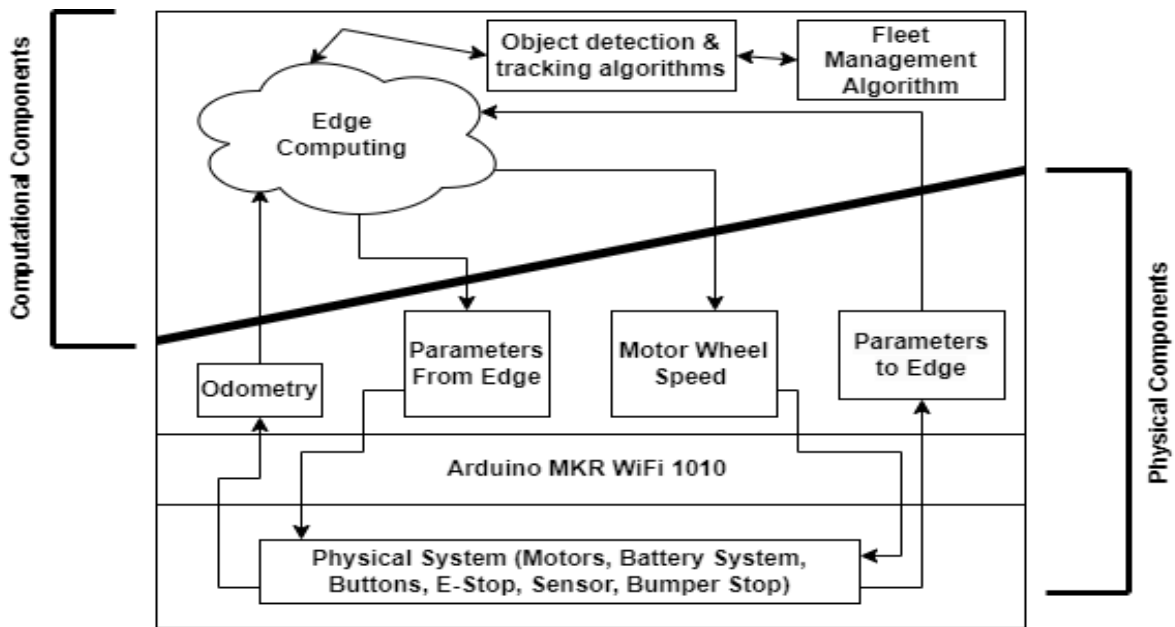 Computational Components
Object detection &
tracking algorithms
Fleet
Management
Algorithm
Edge
Computing
Physical Components
Odometry
Parameters
From Edge
Motor Wheel
Speed
Parameters
to Edge
Arduino MKR WiFi 1010
Physical System (Motors, Battery System,
Buttons, E-Stop, Sensor, Bumper Stop)